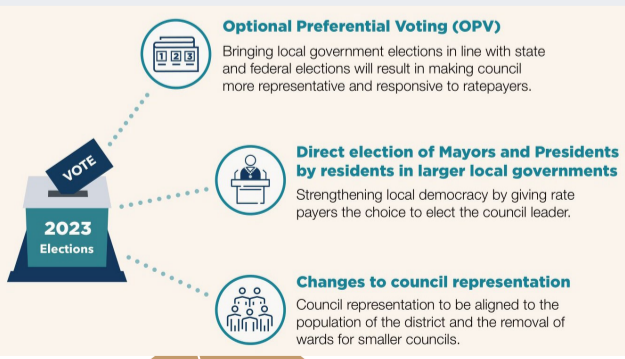 Optional Preferential Voting (OPV)
Bringing local government elections in line with state
and federal elections will result in making council
more representative and responsive to ratepayers.
1 2 3
VOTE
2023
Elections
Direct election of Mayors and Presidents
by residents in larger local governments
Strengthening local democracy by giving rate
payers the choice to elect the council leader.
Changes to council representation
Council representation to be aligned to the
population of the district and the removal of
wards for smaller councils.